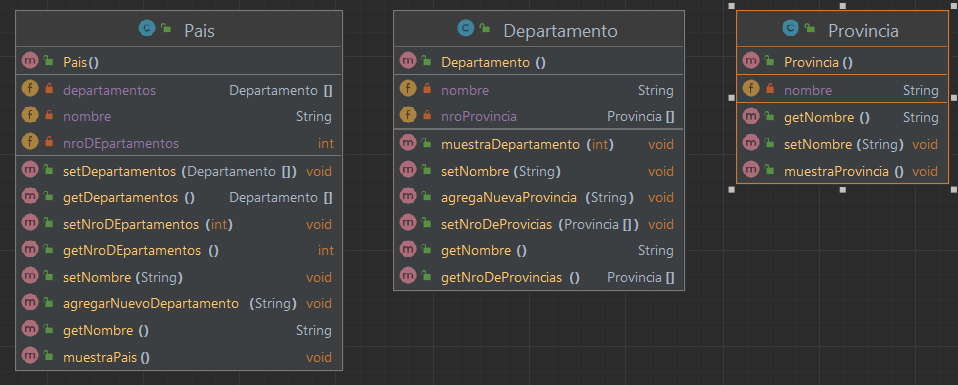 Pais
Pais()
departamentos Departamento []
nombre String
nroDEpartamentos int
setDepartamentos (Departamento []) void
getDepartamentos () Departamento []
setNroDEpartamentos (int) void
getNroDEpartamentos () int
setNombre (String) void
agregarNuevoDepartamento (String) void
getNombre () String
muestraPais () void
Departamento
Departamento ()
nombre String
nroProvincia Provincia []
muestraDepartamento (int) void
setNombre (String) void
agregaNuevaProvincia (String) void
setNroDeProvicias (Provincia []) void
getNombre () String
getNroDeProvincias () Provincia []
Provincia
Provincia ()
nombre String
getNombre () String
setNombre (String) void
muestraProvincia () void